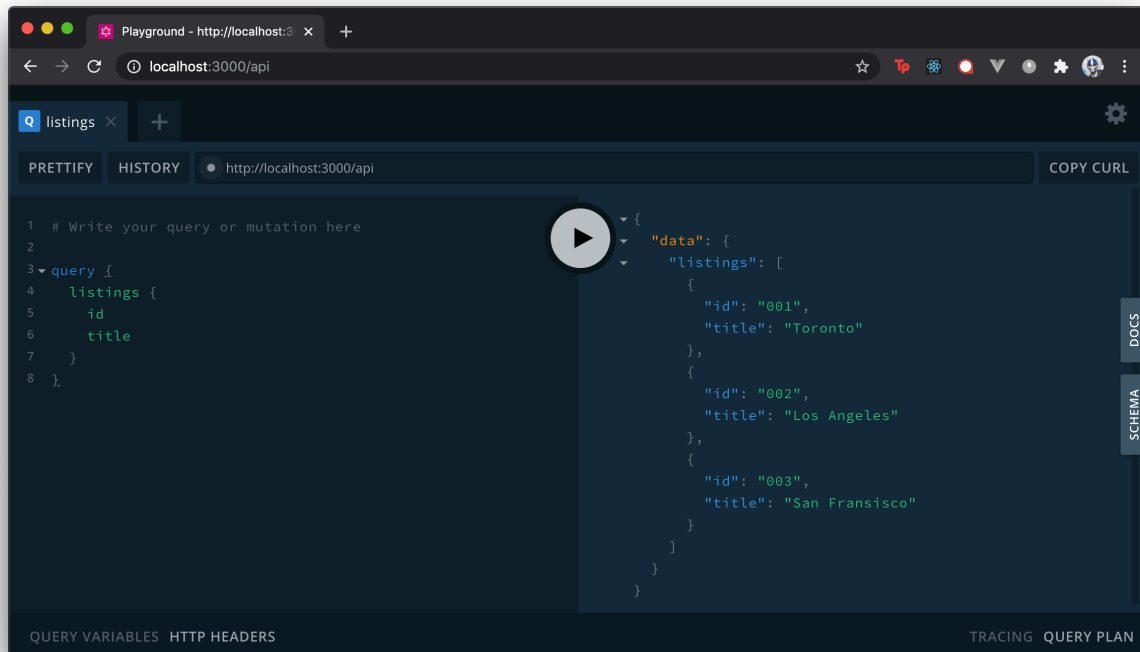 Playground - http://localhost:3
localhost:3000/api
Q listings
PRETTIFY
HISTORY
http://localhost:3000/api
COPY CURL
1 # Write your query or mutation here
2
3 query {
4 listings {
5 id
6 title
7 }
8 }
{
"data": {
"listings": [
{
"id": "001",
"title": "Toronto"
},
{
"id": "002",
"title": "Los Angeles"
},
{
"id": "003",
"title": "San Fransisco"
}
]
}
}
DOCS
SCHEMA
QUERY VARIABLES HTTP HEADERS
TRACING QUERY PLAN